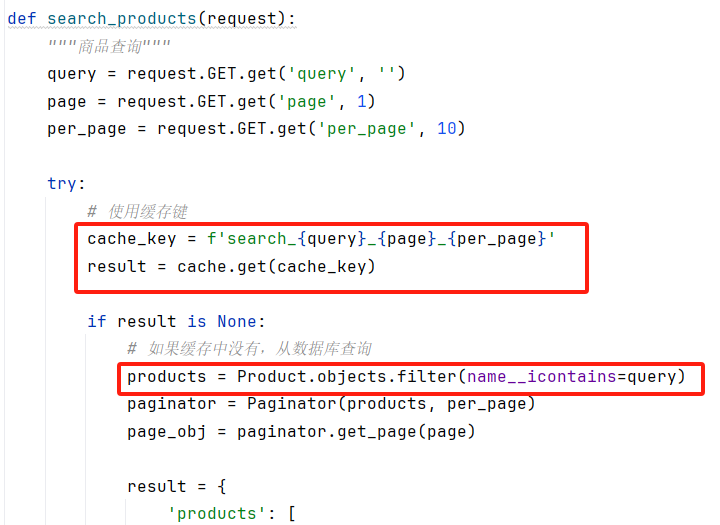 def search_products(request):
"""商品查询"""
query = request.GET.get('query', '')
page = request.GET.get('page', 1)
per_page = request.GET.get('per_page', 10)
try:
# 使用缓存键
cache_key = f'search_{query}_{page}_{per_page}'
result = cache.get(cache_key)
if result is None:
# 如果缓存中没有，从数据库查询
products = Product.objects.filter(name__icontains=query)
paginator = Paginator(products, per_page)
page_obj = paginator.get_page(page)
result = {
'products': [